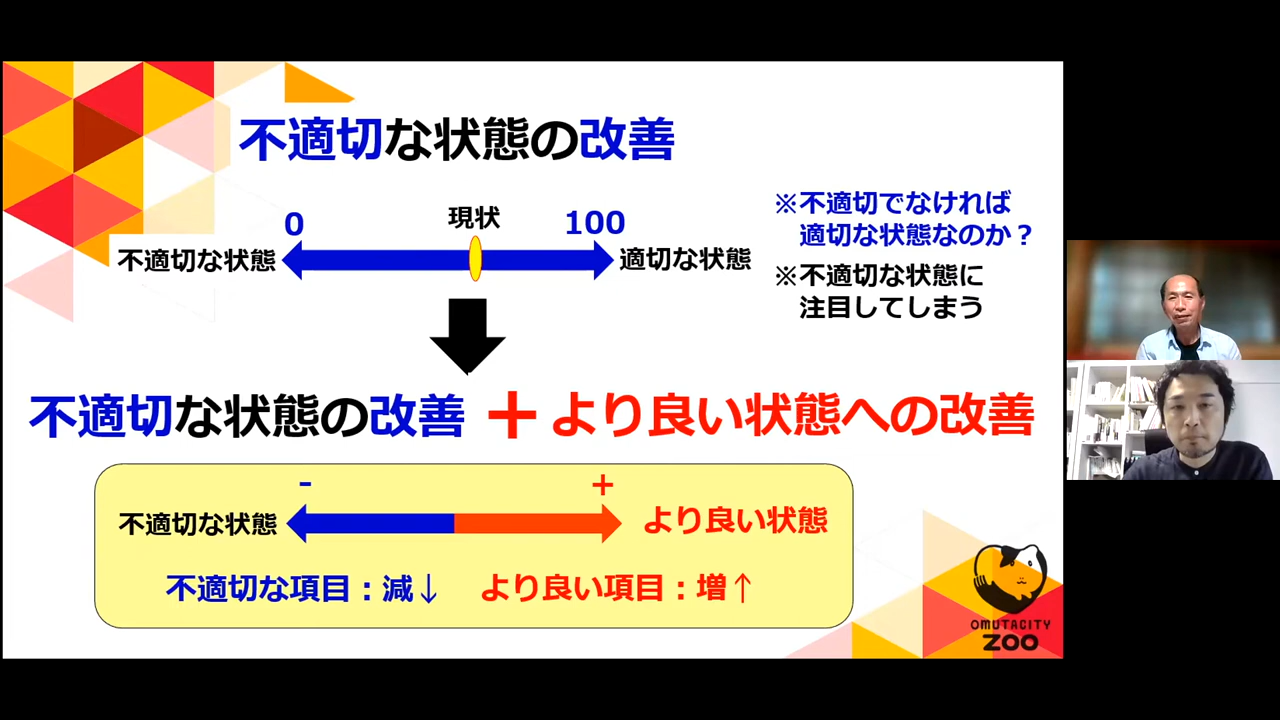 不適切な状態の改善
0
現状
100
不適切な状態
適切な状態
※不適切でなければ
適切な状態なのか？
※不適切な状態に
注目してしまう
不適切な状態の改善 ＋より良い状態への改善
-
+
不適切な状態
より良い状態
不適切な項目：減↓ より良い項目：増↑
OMUTACITY
ZOO